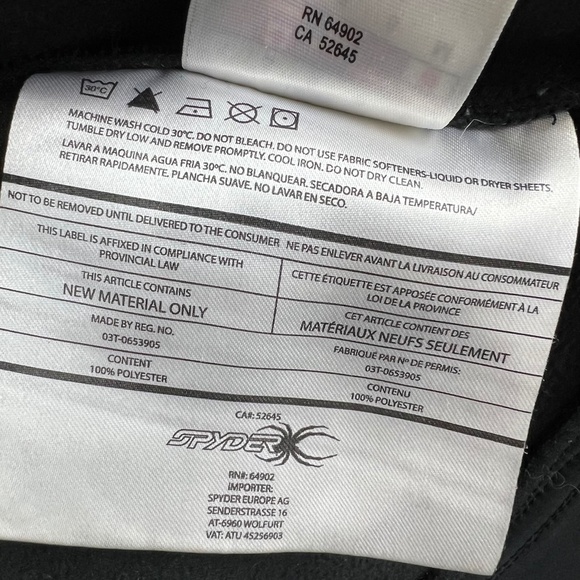 RN 64902
CA 52645
30°C
MACHINE WASH COLD 30ºC. DO NOT BLEACH. DO NOT USE FABRIC SOFTENERS-LIQUID OR DRYER SHEETS.
TUMBLE DRY LOW AND REMOVE PROMPTLY. COOL IRON. DO NOT DRY CLEAN.
LAVAR A MAQUINA AGUA FRIA 30ºC. NO BLANQUEAR. SECADORA A BAJA TEMPERATURA/
RETIRAR RAPIDAMENTE. PLANCHA SUAVE. NO LAVAR EN SECO.
NOT TO BE REMOVED UNTIL DELIVERED TO THE CONSUMER
THIS LABEL IS AFFIXED IN COMPLIANCE WITH
PROVINCIAL LAW
THIS ARTICLE CONTAINS
NEW MATERIAL ONLY
MADE BY REG. NO.
03T-0653905
CONTENT
100% POLYESTER
NE PAS ENLEVER AVANT LA LIVRAISON AU CONSOMMATEUR
CETTE ÉTIQUETTE EST APPOSÉE CONFORMÉMENT À LA
LOI DE LA PROVINCE
CET ARTICLE CONTIENT DES
MATÉRIAUX NEUFS SEULEMENT
FABRIQUÉ PAR Nº DE PERMIS:
03T-0653905
CONTENU
100% POLYESTER
CA#: 52645
SPYDER
RN#: 64902
IMPORTER:
SPYDER EUROPE AG
SENDERSTRASSE 16
AT-6960 WOLFURT
VAT: ATU 45256903